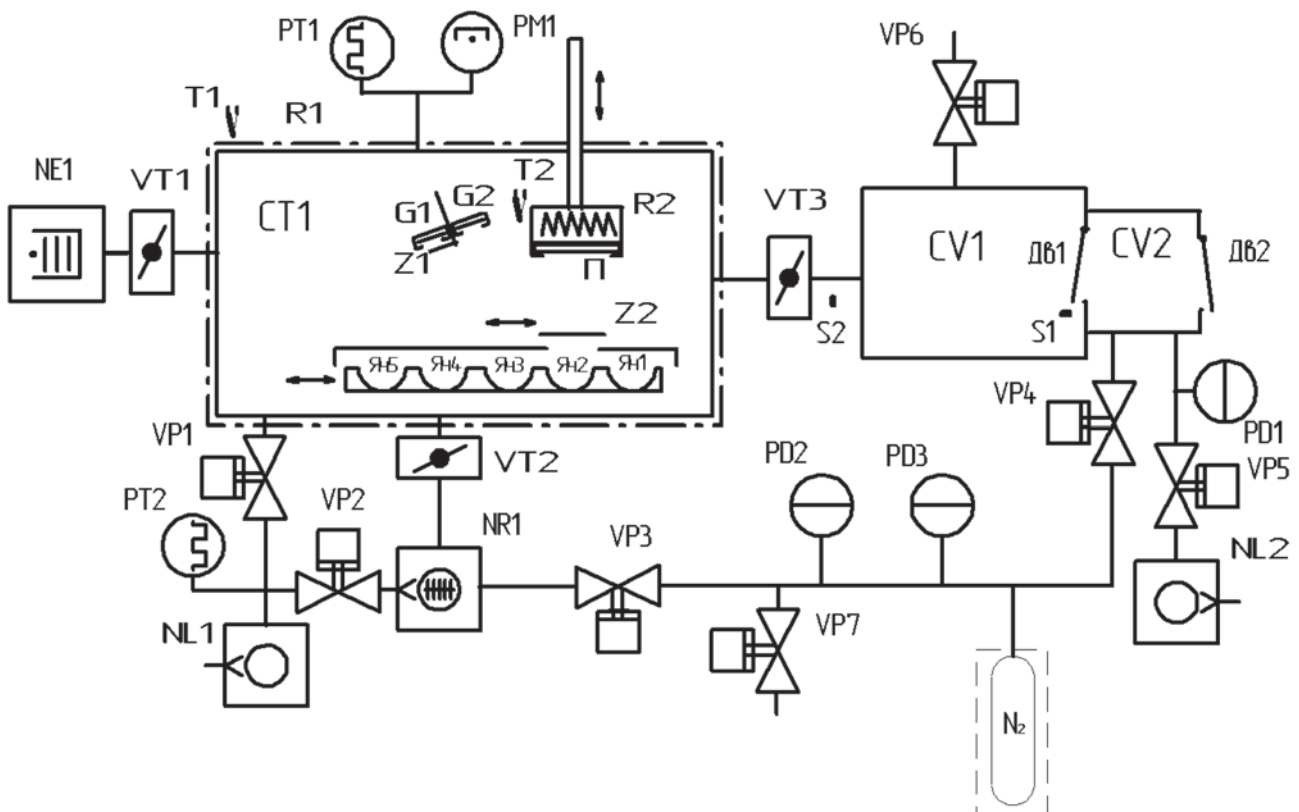 PT1
PM1
VP6
T1
R1
NE1
VT1
T2
G2
G1
R2
CT1
VT3
CV1
Дв1
CV2
Дв2
Z1
П
Z2
S2
S1
Ян5 Ян4 Ян3 Ян2 Ян1
VP4
PD1
VP1
VT2
PD2
PD3
VP5
PT2
VP2
NR1
VP3
NL2
NL1
VP7
N₂